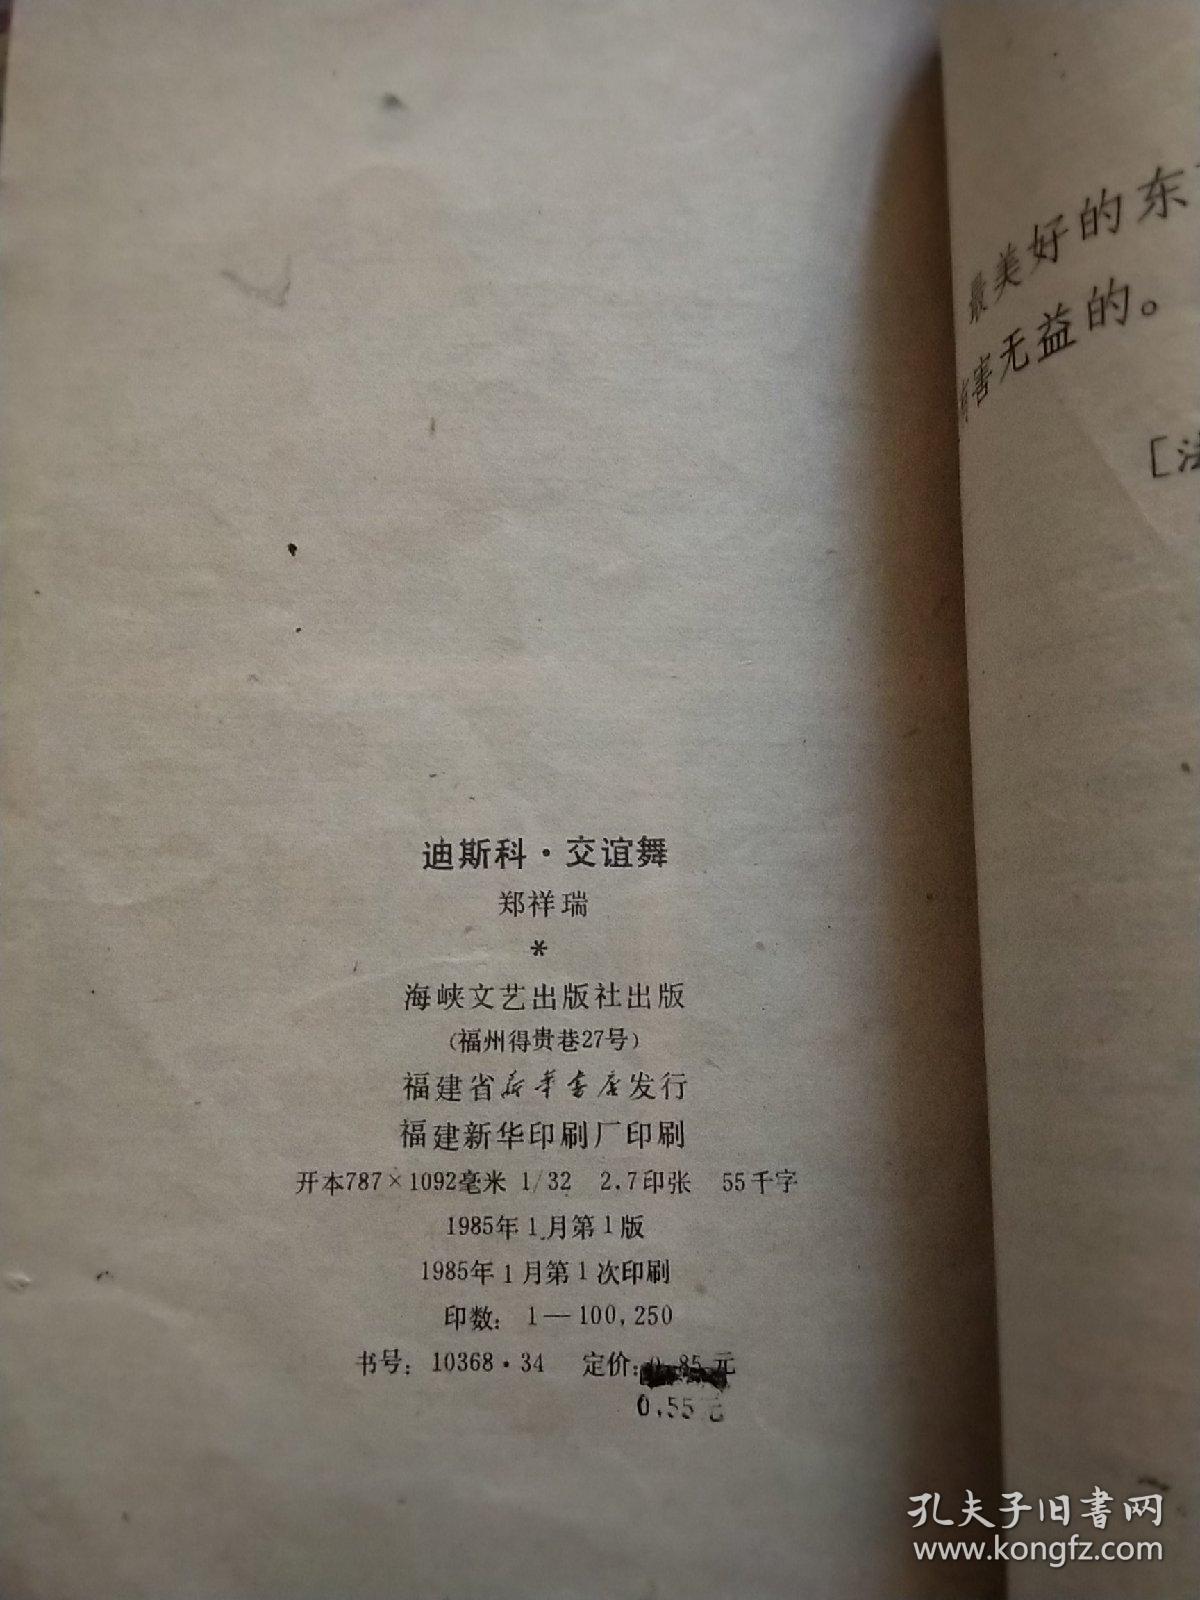 迪斯科·交谊舞
郑祥瑞
*
海峡文艺出版社出版
(福州得贵巷27号)
福建省新华书店发行
福建新华印刷厂印刷
开本787×1092毫米 1/32 2.7印张 55千字
1985年1月第1版
1985年1月第1次印刷
印数：1—100,250
书号：10368·34 定价：0.85元
0.55元
最美好的东
害无益的。
[法
孔夫子旧书网
www.kongfz.com